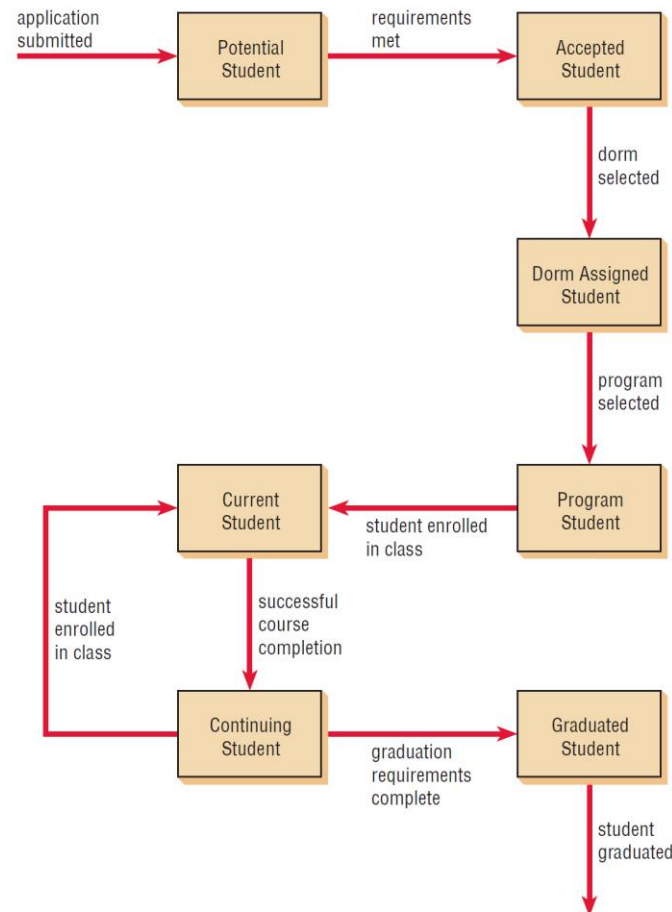 application
submitted
Potential
Student
requirements
met
Accepted
Student
dorm
selected
Dorm Assigned
Student
program
selected
Program
Student
student enrolled
in class
Current
Student
student
enrolled
in class
successful
course
completion
Continuing
Student
graduation
requirements
complete
Graduated
Student
student
graduated